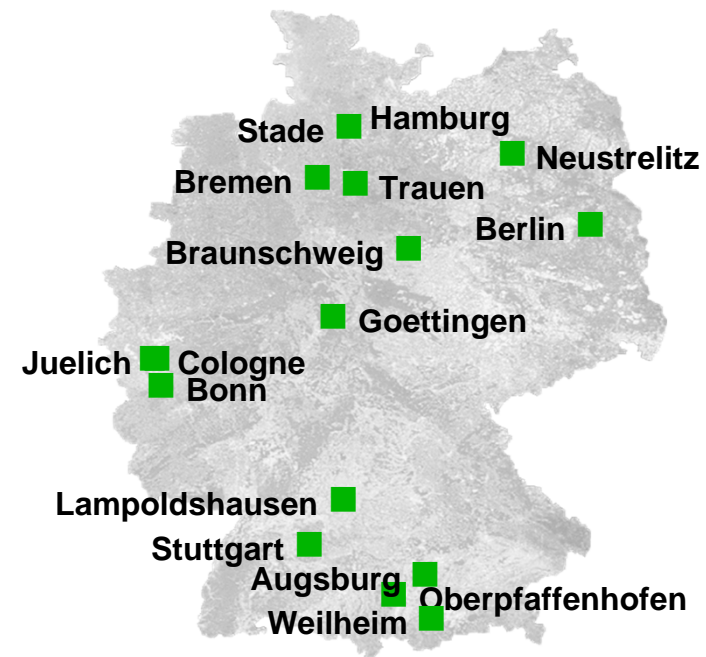 Hamburg
Stade
Neustrelitz
Bremen
Trauen
Berlin
Braunschweig
Goettingen
Juelich
Cologne
Bonn
Lampoldshausen
Stuttgart
Augsburg
Oberpfaffenhofen
Weilheim